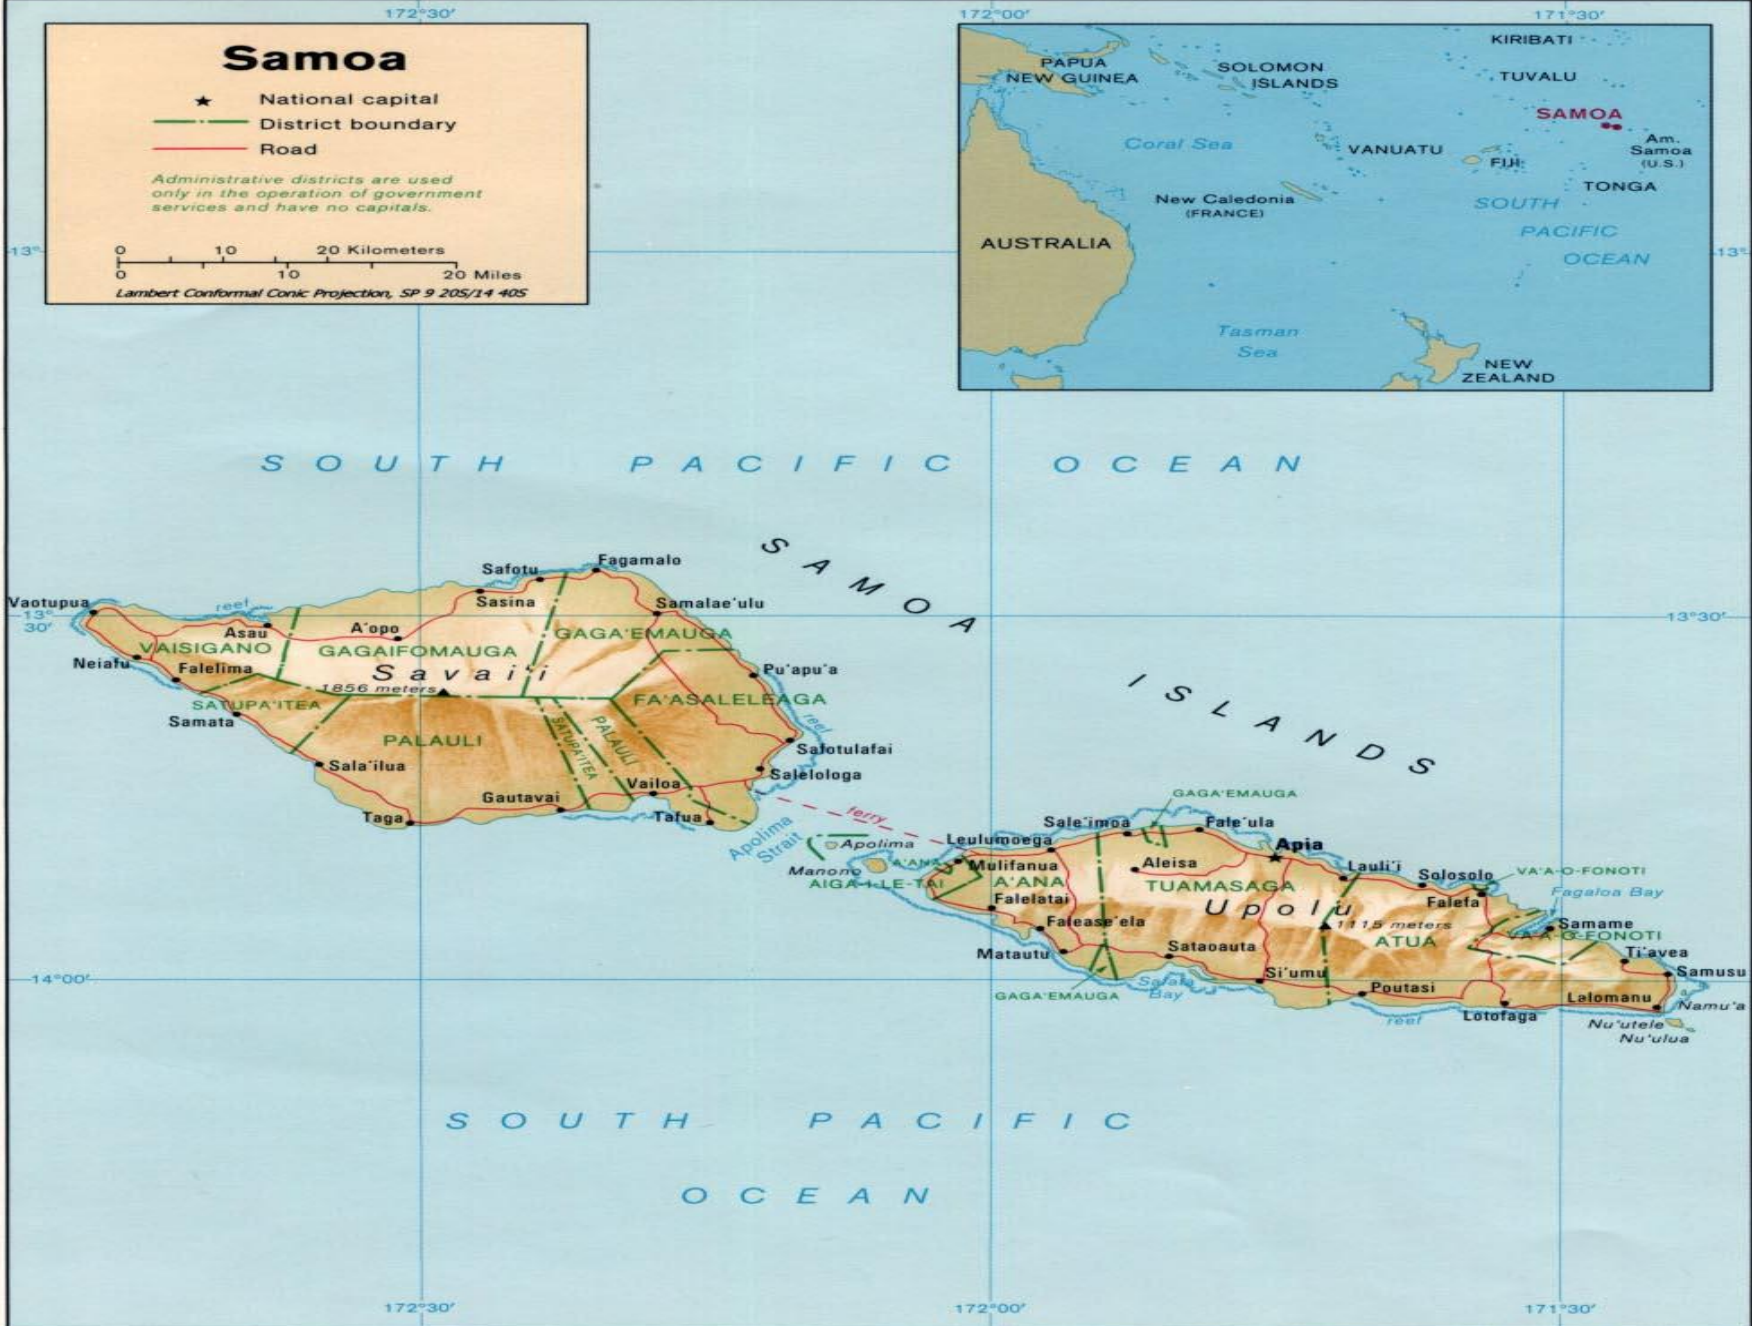 172°30′
172°00′
171°30′
Samoa
National capital
District boundary
Road
Administrative districts are used
only in the operation of government
services and have no capitals.
0 10 20 Kilometers
0 10 20 Miles
Lambert Conformal Conic Projection, SP 9 20S/14 40S
KIRIBATI
PAPUA
NEW GUINEA
SOLOMON
ISLANDS
TUVALU
SAMOA
Coral Sea
VANUATU
FIJI
Am.
Samoa
(U.S.)
TONGA
New Caledonia
(FRANCE)
AUSTRALIA
SOUTH
PACIFIC
OCEAN
Tasman
Sea
NEW
ZEALAND
13°
13°
SOUTH PACIFIC OCEAN
SAMOA
ISLANDS
Fagamalo
Safotu
Sasina
Samalae'ulu
Vaotupua
13°
30′
13°30′
reef
Asau
A'opo
GAGA'EMAUGA
VAISIGANO
GAGAIFOMAUGA
Neiafu
Falelima
Savai'i
Pu'apu'a
1856 meters
SATUPA'ITEA
FA'ASALELEAGA
Samata
PALAULI
SATUPA'ITEA
PALAULI
reef
Safotulafai
Sala'ilua
Salelologa
Vailoa
Gautavai
Taga
Tafua
ferry
Apolima
Strait
Apolima
Manono
A'ANA
AIGA-I-LE-TAI
GAGA'EMAUGA
Sale'imoa
Fale'ula
Leulumoega
Apia
Mulifanua
Aleisa
Lauli'i
Solosolo
VA'A-O-FONOTI
A'ANA
TUAMASAGA
Fagaloa Bay
Falelatai
Upolu
Falefa
Falease'ela
1115 meters
Samame
ATUA
VA'A-O-FONOTI
Matautu
Sataoauta
Ti'avea
14°00′
Si'umu
Samusu
Safata
Bay
GAGA'EMAUGA
Poutasi
Lalomanu
Namu'a
reef
Lotofaga
Nu'utele
Nu'ulua
SOUTH PACIFIC
OCEAN
172°30′
172°00′
171°30′